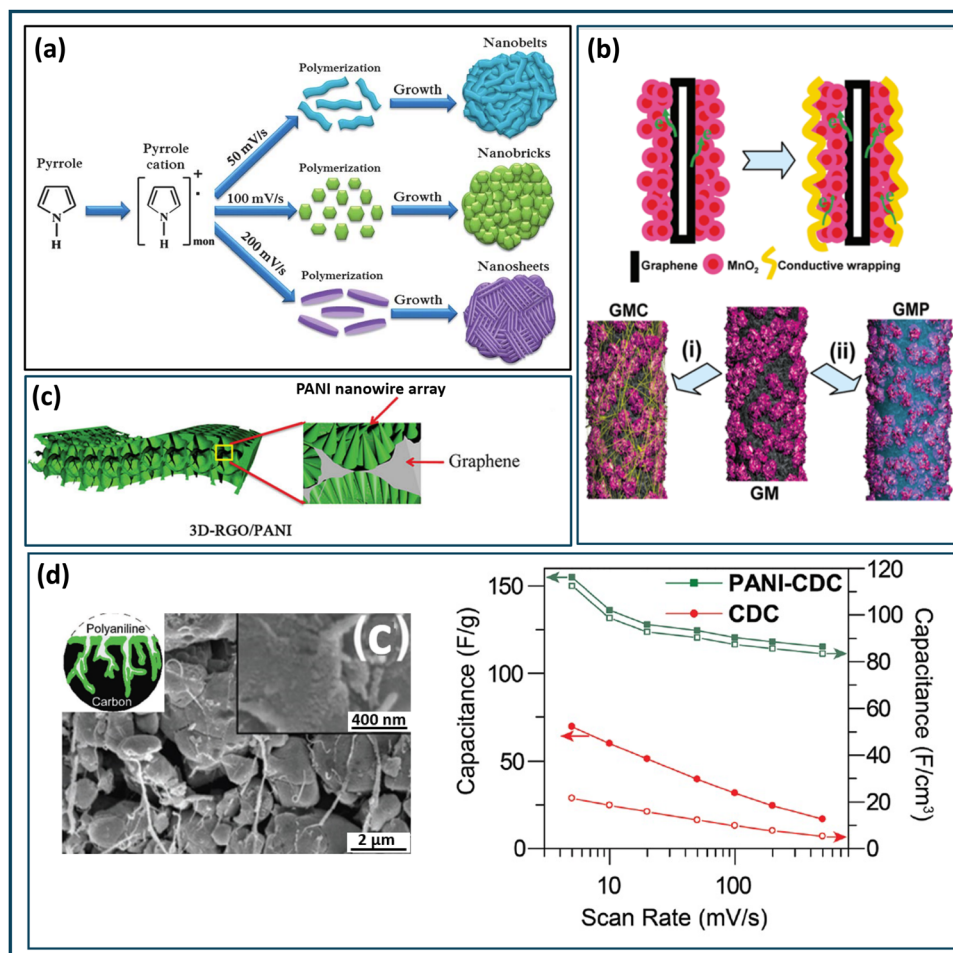 (a)
Pyrrole
N
H
Pyrrole
cation
+
.
N
H
mon
50 mV/s
100 mV/s
200 mV/s
Polymerization
Growth
Nanobelts
Polymerization
Growth
Nanobricks
Polymerization
Growth
Nanosheets
(b)
e⁻
e⁻
e⁻
e⁻
e⁻
e⁻
Graphene MnO₂ Conductive wrapping
GMC
(i)
GM
(ii)
GMP
(c)
PANI nanowire array
Graphene
3D-RGO/PANI
(d)
Polyaniline
Carbon
(C)
400 nm
2 µm
PANI-CDC
CDC
Capacitance (F/g)
150
100
50
0
Capacitance (F/cm³)
120
100
80
60
40
20
0
10
100
Scan Rate (mV/s)